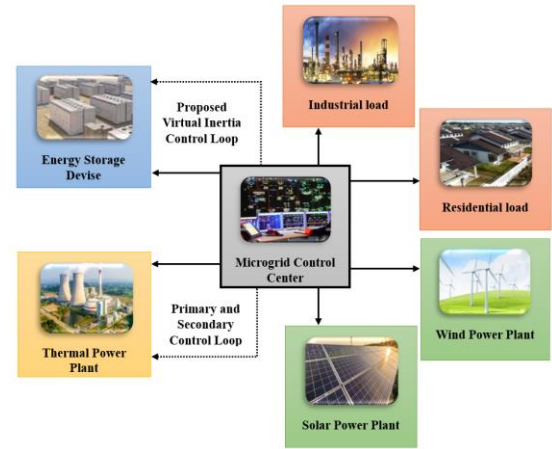 Industrial load
Proposed
Virtual Inertia
Control Loop
Energy Storage
Devise
Residential load
Microgrid Control
Center
Primary and
Secondary
Control Loop
Thermal Power
Plant
Wind Power Plant
Solar Power Plant